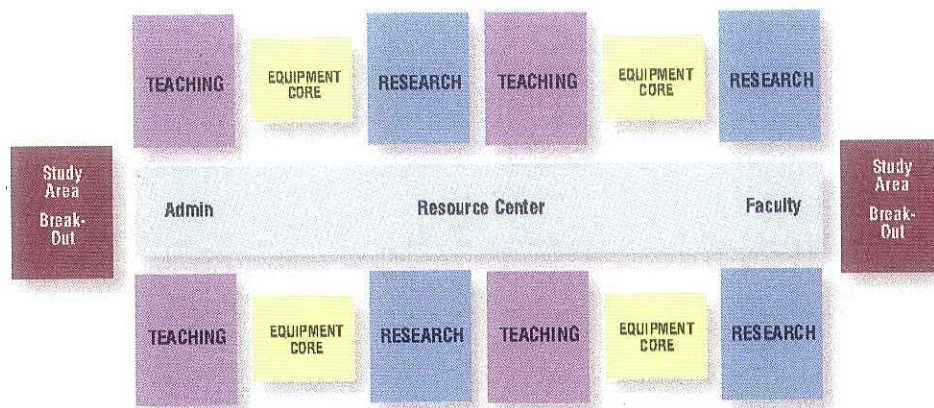 TEACHING
EQUIPMENT
CORE
RESEARCH
TEACHING
EQUIPMENT
CORE
RESEARCH
Study
Area
Break-
Out
Admin
Resource Center
Faculty
Study
Area
Break-
Out
TEACHING
EQUIPMENT
CORE
RESEARCH
TEACHING
EQUIPMENT
CORE
RESEARCH